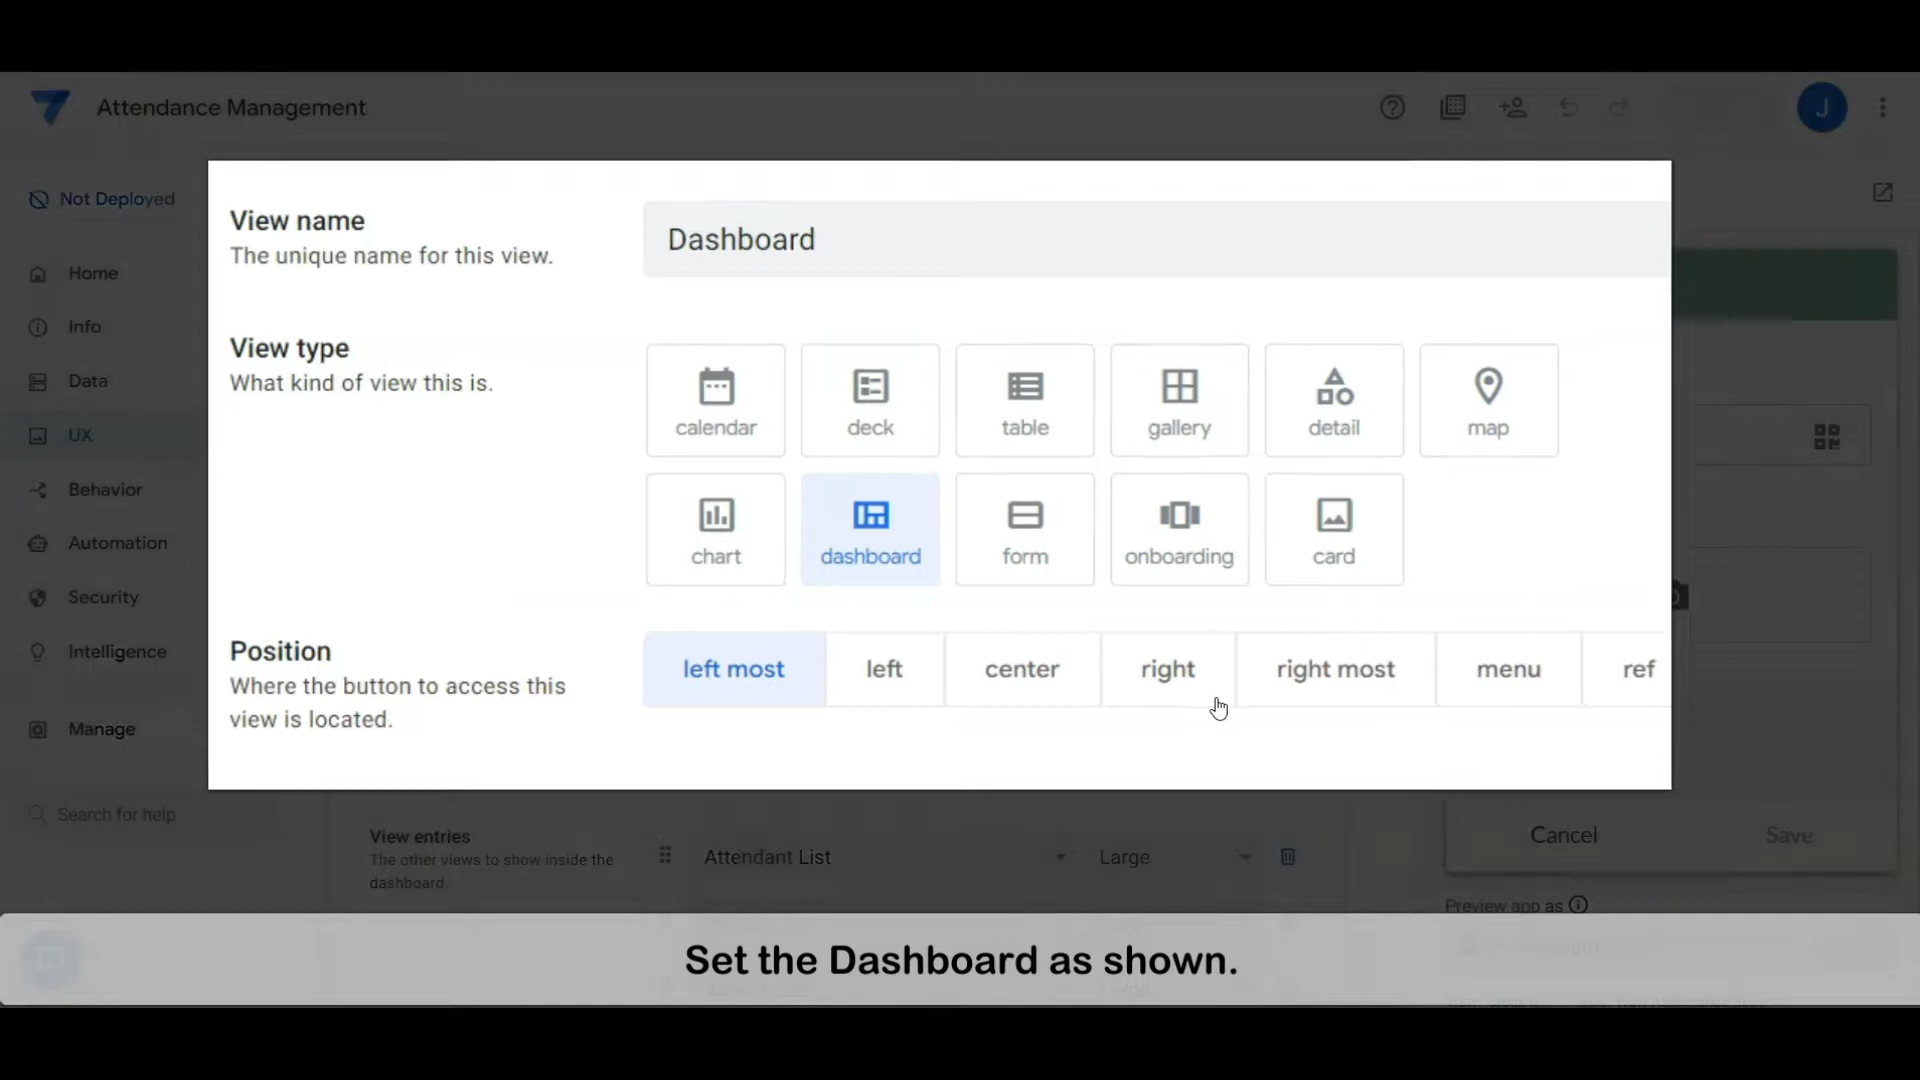 Attendance Management
J
Not Deployed
Home
Info
Data
UX
Behavior
Automation
Security
Intelligence
Manage
Search for help
View name
The unique name for this view.
Dashboard
View type
What kind of view this is.
calendar
deck
table
gallery
detail
map
chart
dashboard
form
onboarding
card
Position
Where the button to access this
view is located.
left most
left
center
right
right most
menu
ref
View entries
The other views to show inside the
dashboard
Attendant List
Large
Cancel
Save
Preview app as
Set the Dashboard as shown.